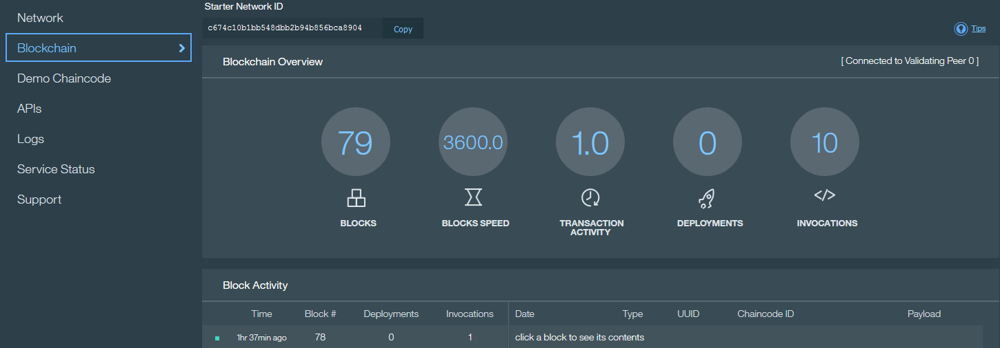 Starter Network ID
c674c10b1bb548dbb2b94b856bca8904 Copy
Tips
Network
Blockchain
Demo Chaincode
APIs
Logs
Service Status
Support
Blockchain Overview [ Connected to Validating Peer 0 ]
79 3600.0 1.0 0 10
</>
BLOCKS BLOCKS SPEED TRANSACTION ACTIVITY DEPLOYMENTS INVOCATIONS
Block Activity
Time Block # Deployments Invocations Date Type UUID Chaincode ID Payload
1hr 37min ago 78 0 1 click a block to see its contents